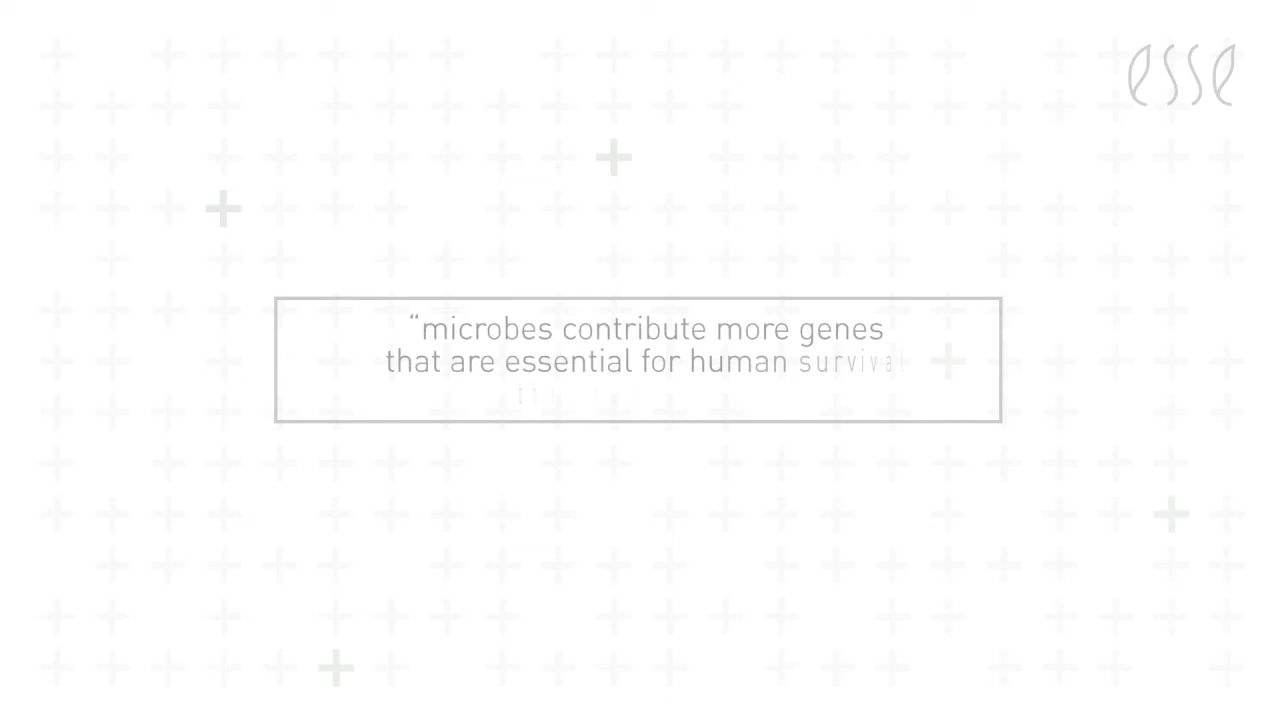 esse
“microbes contribute more genes
that are essential for human survival